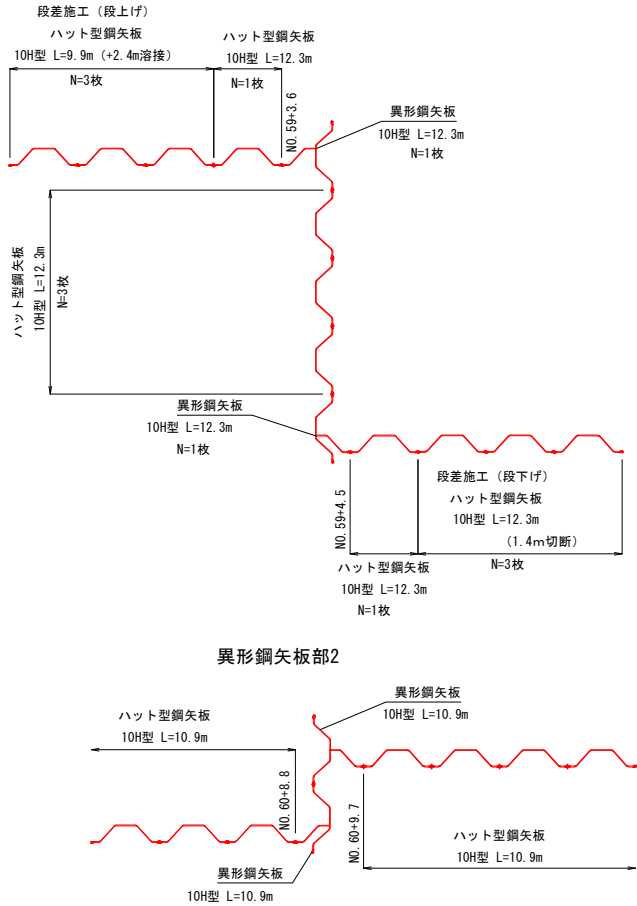 段差施工（段上げ）
ハット型鋼矢板
10H型 L=9.9m（+2.4m溶接）
N=3枚
ハット型鋼矢板
10H型 L=12.3m
N=1枚
NO.59+3.6
異形鋼矢板
10H型 L=12.3m
N=1枚
ハット型鋼矢板
10H型 L=12.3m
N=3枚
異形鋼矢板
10H型 L=12.3m
N=1枚
NO.59+4.5
段差施工（段下げ）
ハット型鋼矢板
10H型 L=12.3m
（1.4m切断）
N=3枚
ハット型鋼矢板
10H型 L=12.3m
N=1枚
異形鋼矢板部2
ハット型鋼矢板
10H型 L=10.9m
異形鋼矢板
10H型 L=10.9m
NO.60+8.8
NO.60+9.7
ハット型鋼矢板
10H型 L=10.9m
異形鋼矢板
10H型 L=10.9m